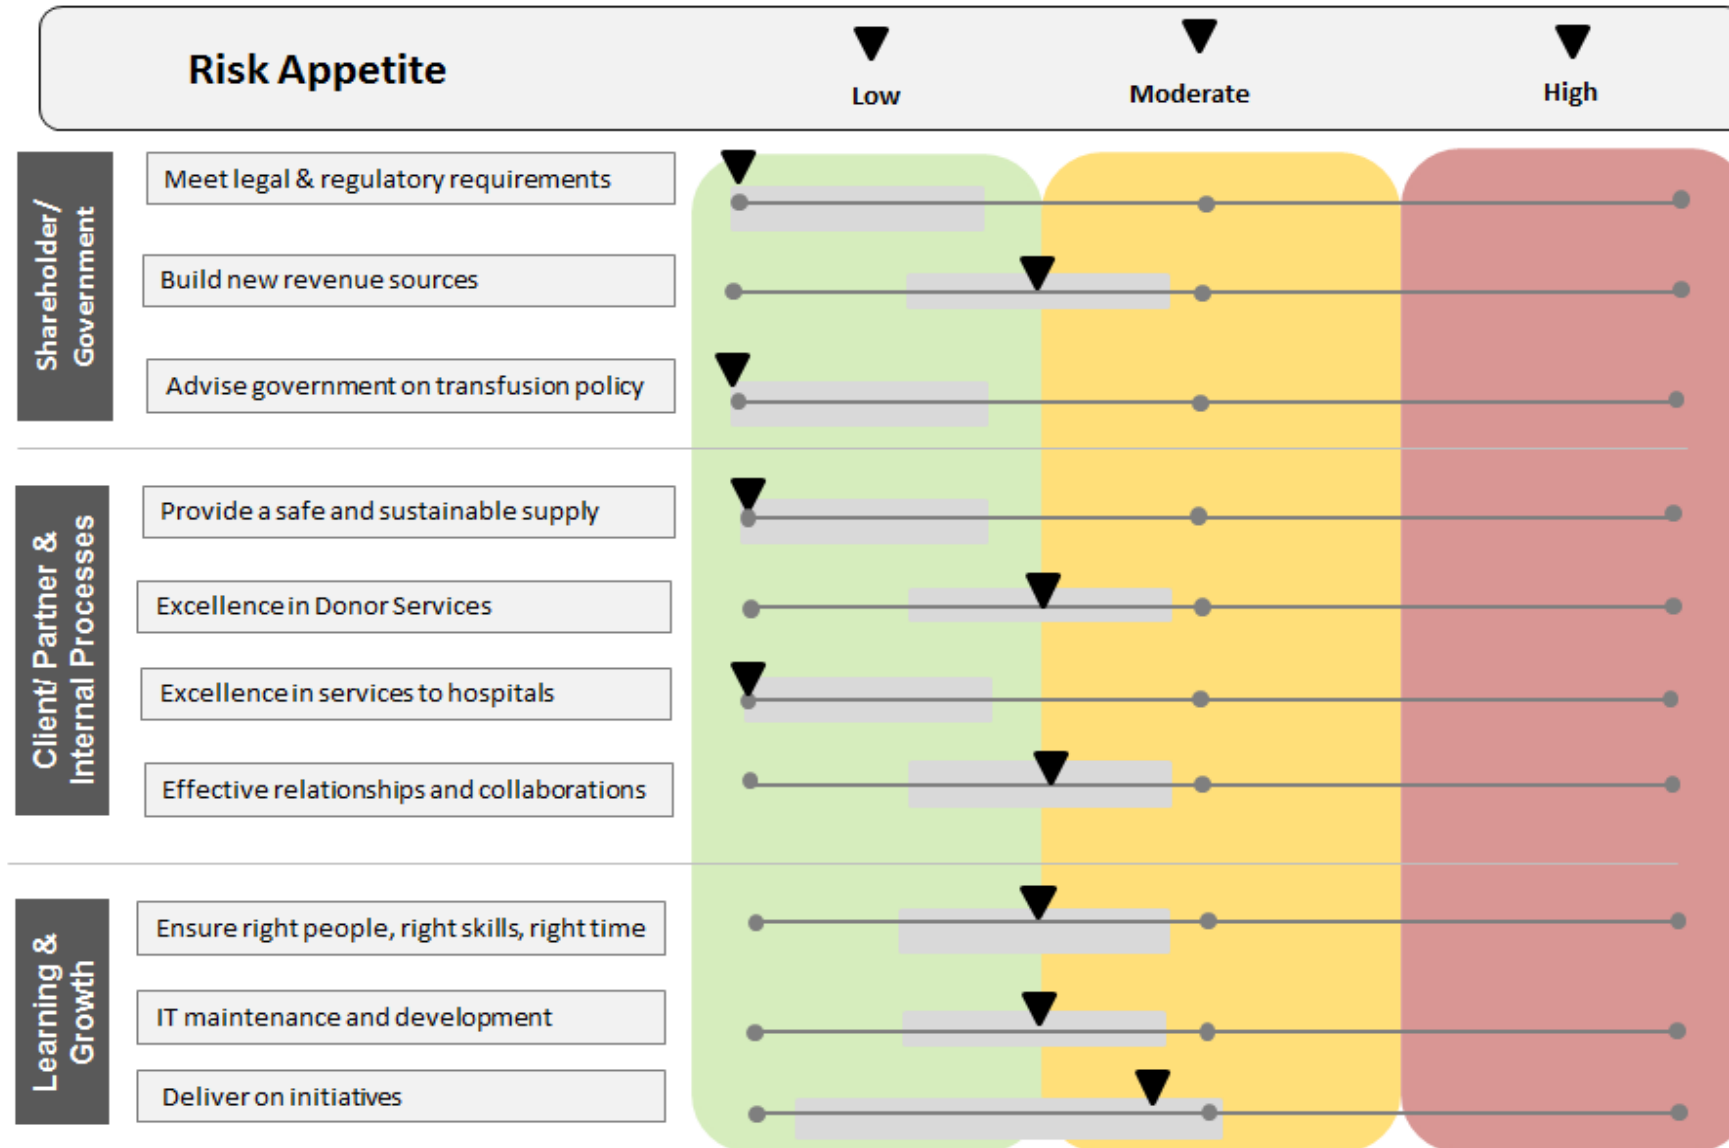 Risk Appetite
Low
Moderate
High
Shareholder/
Government
Meet legal & regulatory requirements
Build new revenue sources
Advise government on transfusion policy
Client/ Partner &
Internal Processes
Provide a safe and sustainable supply
Excellence in Donor Services
Excellence in services to hospitals
Effective relationships and collaborations
Learning &
Growth
Ensure right people, right skills, right time
IT maintenance and development
Deliver on initiatives